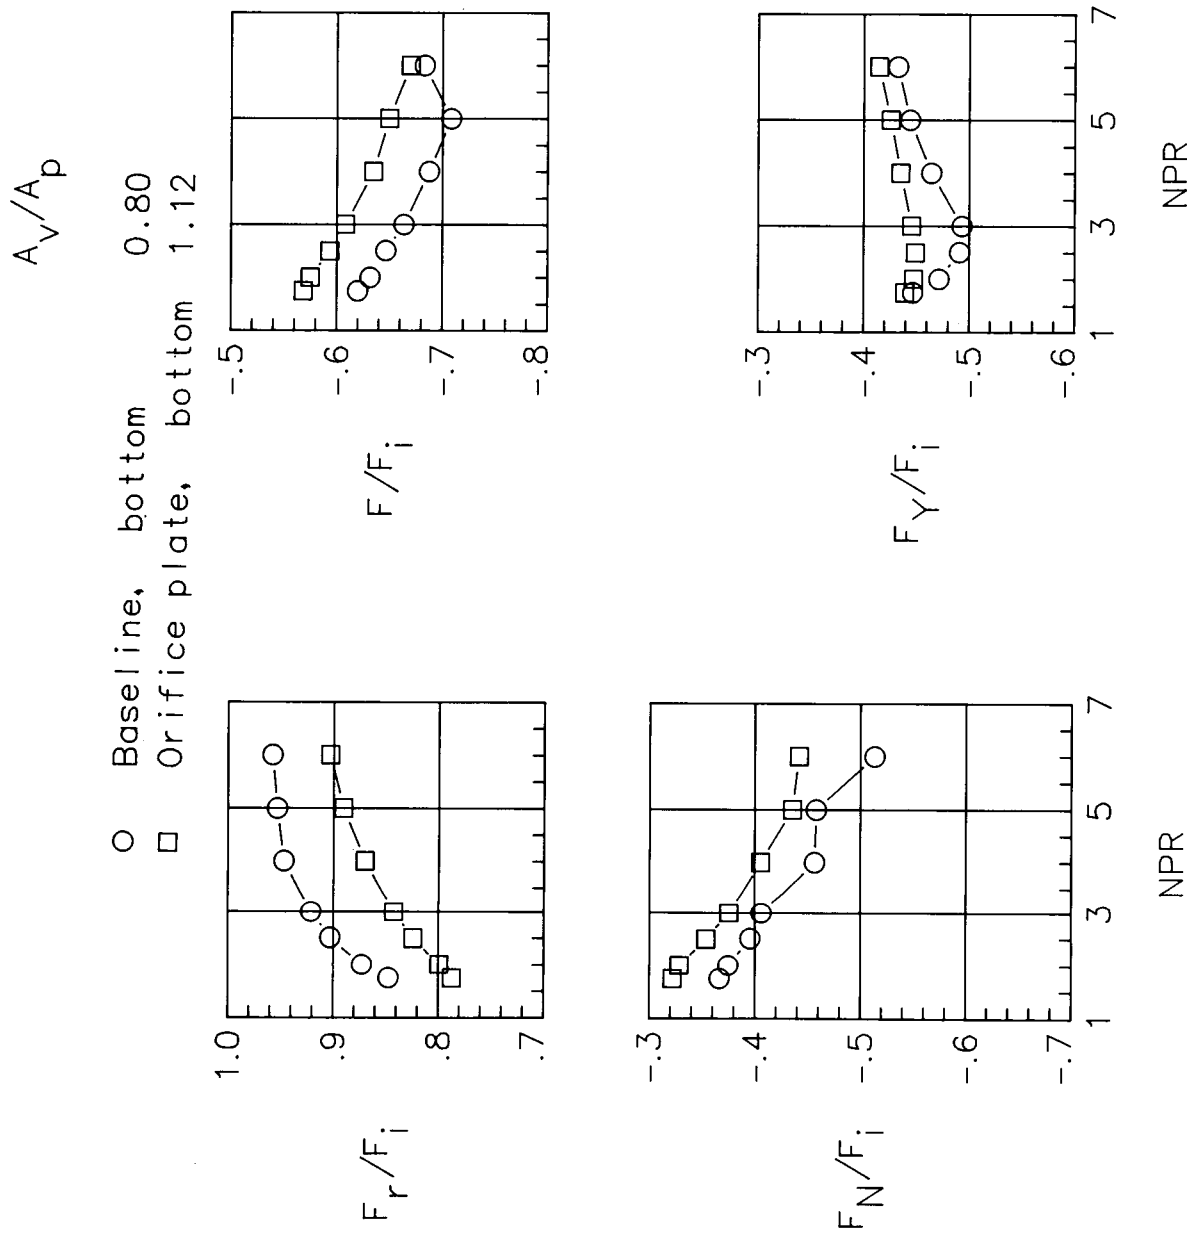 A_v/A_p
Baseline, bottom 0.80
Orifice plate, bottom 1.12
F_r/F_i
1.0
.9
.8
.7
F/F_i
-.5
-.6
-.7
-.8
F_N/F_i
-.3
-.4
-.5
-.6
-.7
1
3
5
7
NPR
F_Y/F_i
-.3
-.4
-.5
-.6
1
3
5
7
NPR